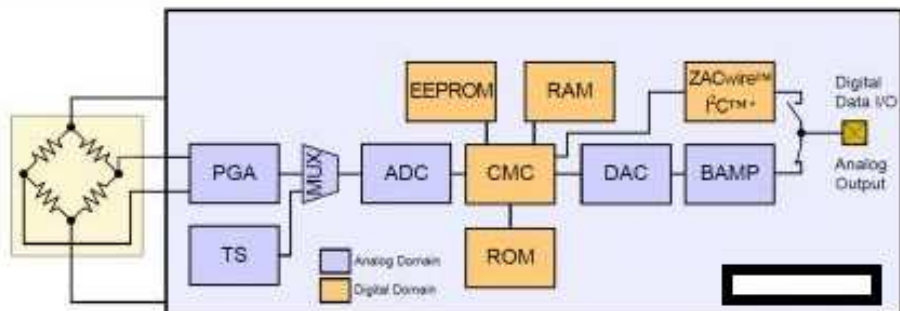 EEPROM
RAM
ZACwire™
I²C™*
Digital
Data I/O
PGA
MUX
ADC
CMC
DAC
BAMP
Analog
Output
TS
Analog Domain
Digital Domain
ROM